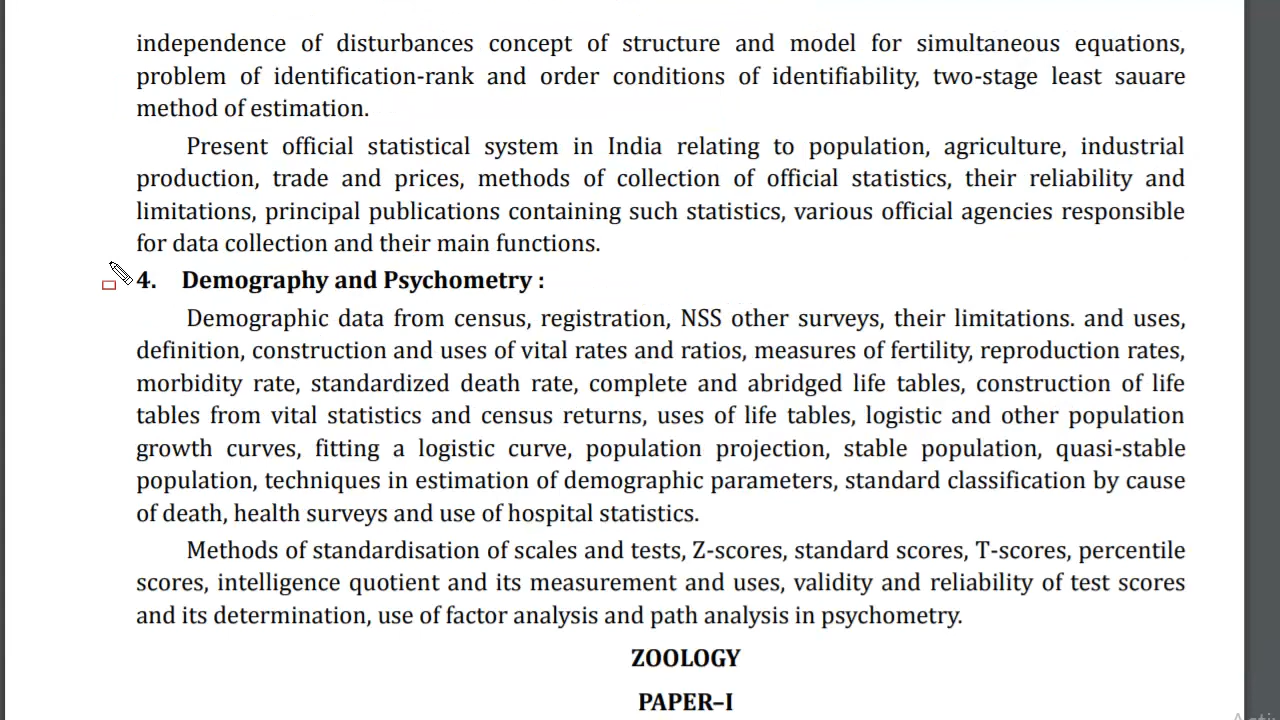 independence of disturbances concept of structure and model for simultaneous equations,
problem of identification-rank and order conditions of identifiability, two-stage least sauare
method of estimation.
Present official statistical system in India relating to population, agriculture, industrial
production, trade and prices, methods of collection of official statistics, their reliability and
limitations, principal publications containing such statistics, various official agencies responsible
for data collection and their main functions.
4. Demography and Psychometry :
Demographic data from census, registration, NSS other surveys, their limitations. and uses,
definition, construction and uses of vital rates and ratios, measures of fertility, reproduction rates,
morbidity rate, standardized death rate, complete and abridged life tables, construction of life
tables from vital statistics and census returns, uses of life tables, logistic and other population
growth curves, fitting a logistic curve, population projection, stable population, quasi-stable
population, techniques in estimation of demographic parameters, standard classification by cause
of death, health surveys and use of hospital statistics.
Methods of standardisation of scales and tests, Z-scores, standard scores, T-scores, percentile
scores, intelligence quotient and its measurement and uses, validity and reliability of test scores
and its determination, use of factor analysis and path analysis in psychometry.
ZOOLOGY
PAPER–I